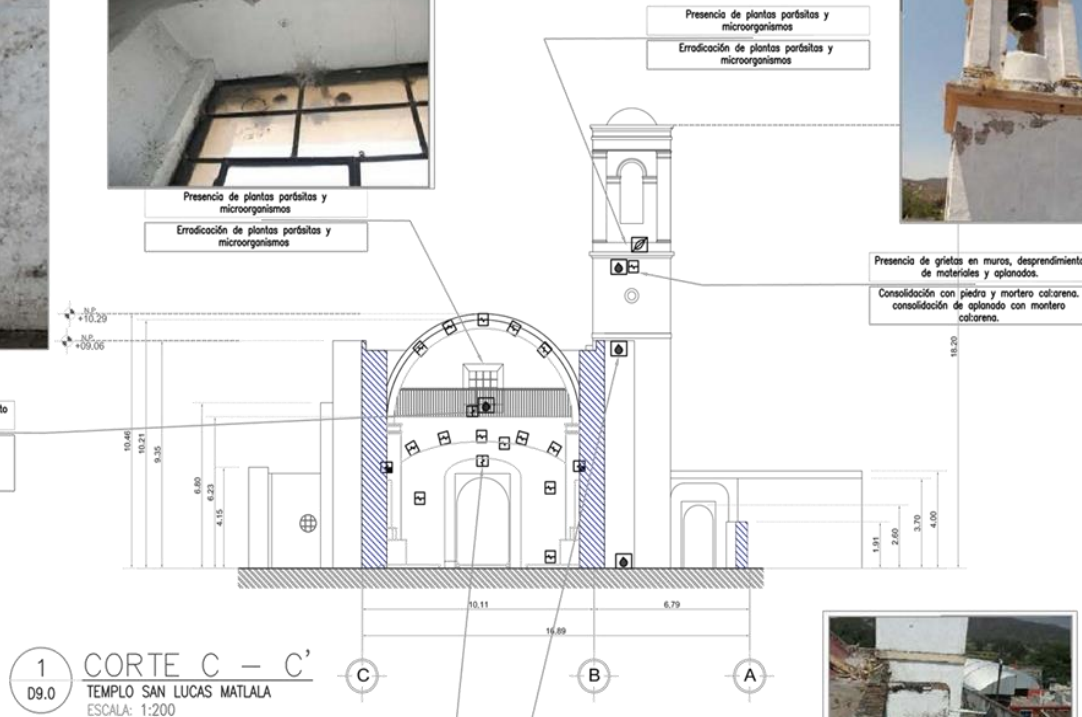 Presencia de plantas parásitas y
microorganismos
Erradicación de plantas parásitas y
microorganismos
Presencia de plantas parásitas y
microorganismos
Erradicación de plantas parásitas y
microorganismos
Presencia de grietas en muros, desprendimiento
de materiales y aplanados.
Consolidación con piedra y mortero cal:arena.
consolidación de aplanado con montero
cal:arena.
N.P.
+10.29
N.P.
+09.06
10.46
10.21
9.35
6.80
6.23
4.15
18.20
1.91
2.60
3.70
4.00
10.11
6.79
16.89
C
B
A
1
D9.0
CORTE C – C'
TEMPLO SAN LUCAS MATLALA
ESCALA: 1:200